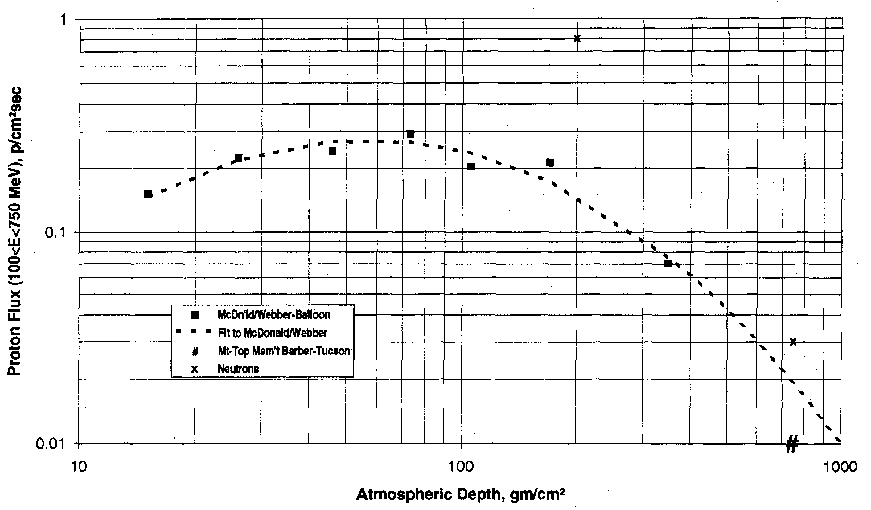 1
Proton Flux (100<E<750 MeV), p/cm²sec
0.1
McDn'ld/Webber-Balloon
Fit to McDonald/Webber
# Mt-Top Mem't Barber-Tucson
x Neutrons
0.01
#
10
100
1000
Atmospheric Depth, gm/cm²